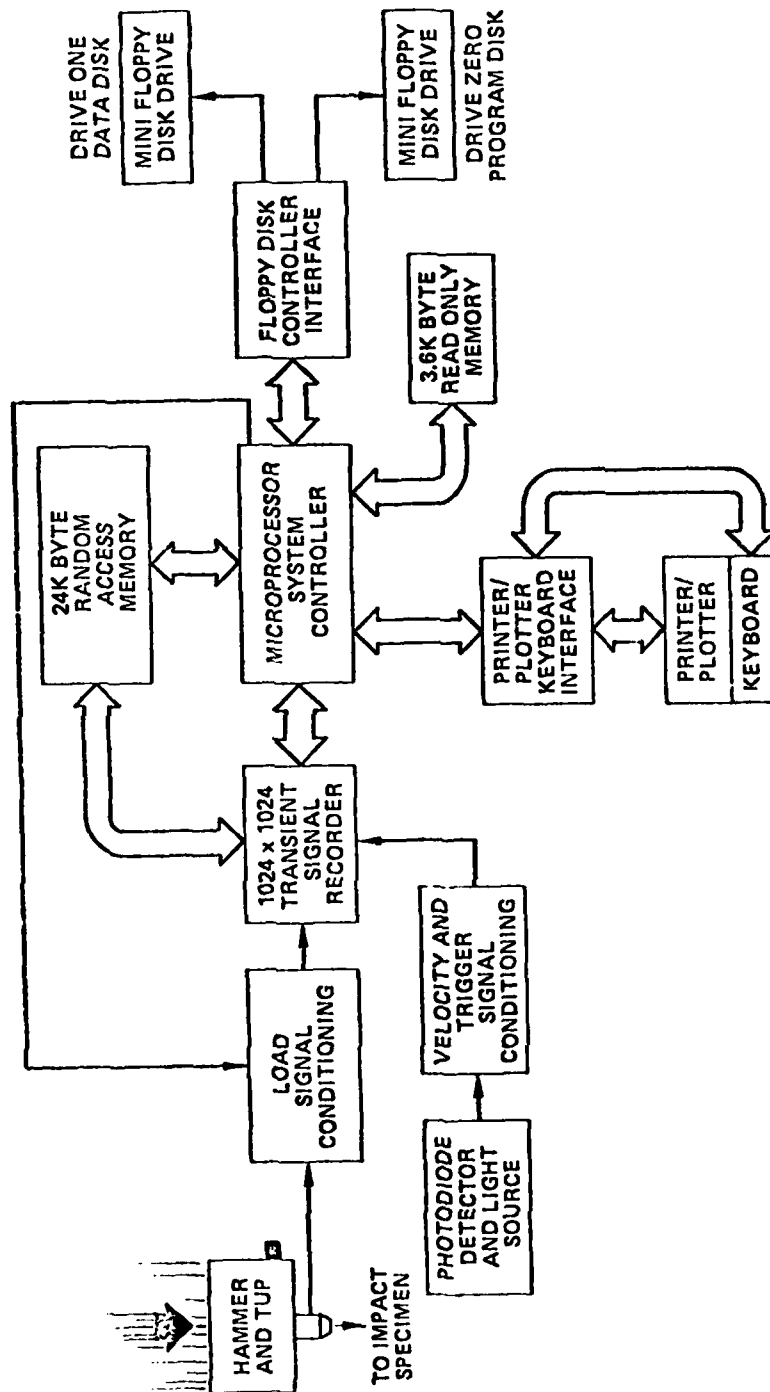 HAMMER
AND TUP
TO IMPACT
SPECIMEN
LOAD
SIGNAL
CONDITIONING
PHOTODIODE
DETECTOR
AND LIGHT
SOURCE
VELOCITY AND
TRIGGER
SIGNAL
CONDITIONING
1024 x 1024
TRANSIENT
SIGNAL
RECORDER
24K BYTE
RANDOM
ACCESS
MEMORY
MICROPROCESSOR
SYSTEM
CONTROLLER
PRINTER/
PLOTTER
KEYBOARD
INTERFACE
PRINTER/
PLOTTER
KEYBOARD
3.6K BYTE
READ ONLY
MEMORY
FLOPPY DISK
CONTROLLER
INTERFACE
DRIVE ONE
DATA DISK
MINI FLOPPY
DISK DRIVE
MINI FLOPPY
DISK DRIVE
DRIVE ZERO
PROGRAM DISK